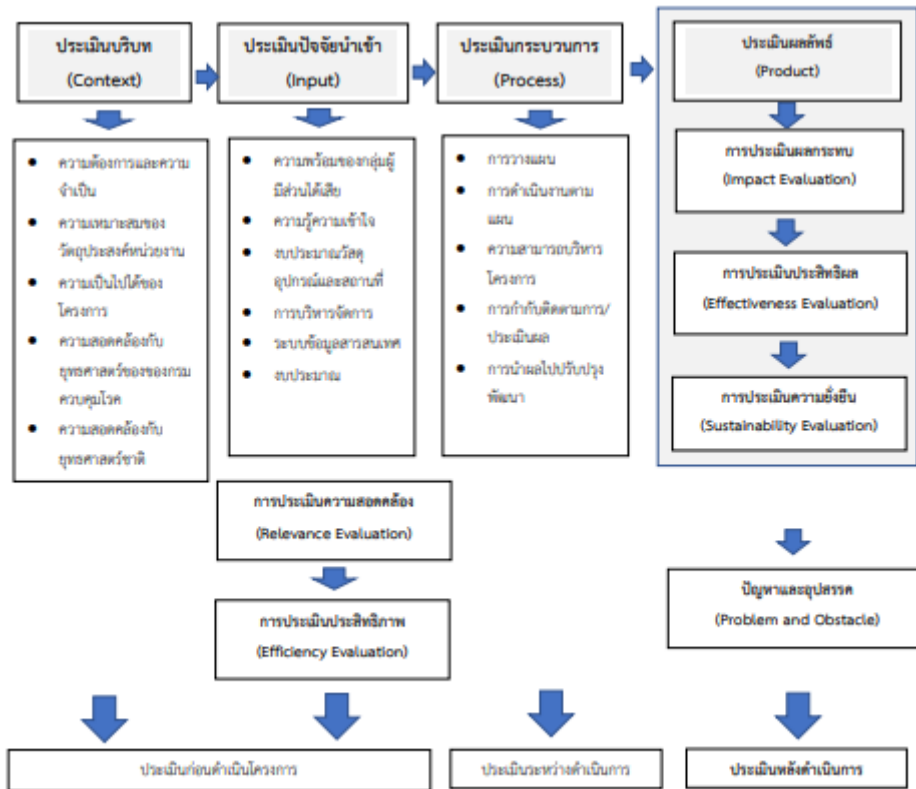 ประเมินบริบท
(Context)
ประเมินปัจจัยนำเข้า
(Input)
ประเมินกระบวนการ
(Process)
ประเมินผลลัพธ์
(Product)
● ความต้องการและความ
จำเป็น
● ความเหมาะสมของ
วัตถุประสงค์หน่วยงาน
● ความเป็นไปได้ของ
โครงการ
● ความสอดคล้องกับ
ยุทธศาสตร์ของของกรม
ควบคุมโรค
● ความสอดคล้องกับ
ยุทธศาสตร์ชาติ
● ความพร้อมของกลุ่มผู้
มีส่วนได้เสีย
● ความรู้ความเข้าใจ
● งบประมาณวัสดุ
อุปกรณ์และสถานที่
● การบริหารจัดการ
● ระบบข้อมูลสารสนเทศ
● งบประมาณ
● การวางแผน
● การดำเนินงานตาม
แผน
● ความสามารถบริหาร
โครงการ
● การกำกับติดตามการ/
ประเมินผล
● การนำผลไปปรับปรุง
พัฒนา
การประเมินผลกระทบ
(Impact Evaluation)
การประเมินประสิทธิผล
(Effectiveness Evaluation)
การประเมินความยั่งยืน
(Sustainability Evaluation)
การประเมินความสอดคล้อง
(Relevance Evaluation)
การประเมินประสิทธิภาพ
(Efficiency Evaluation)
ปัญหาและอุปสรรค
(Problem and Obstacle)
ประเมินก่อนดำเนินโครงการ
ประเมินระหว่างดำเนินการ
ประเมินหลังดำเนินการ